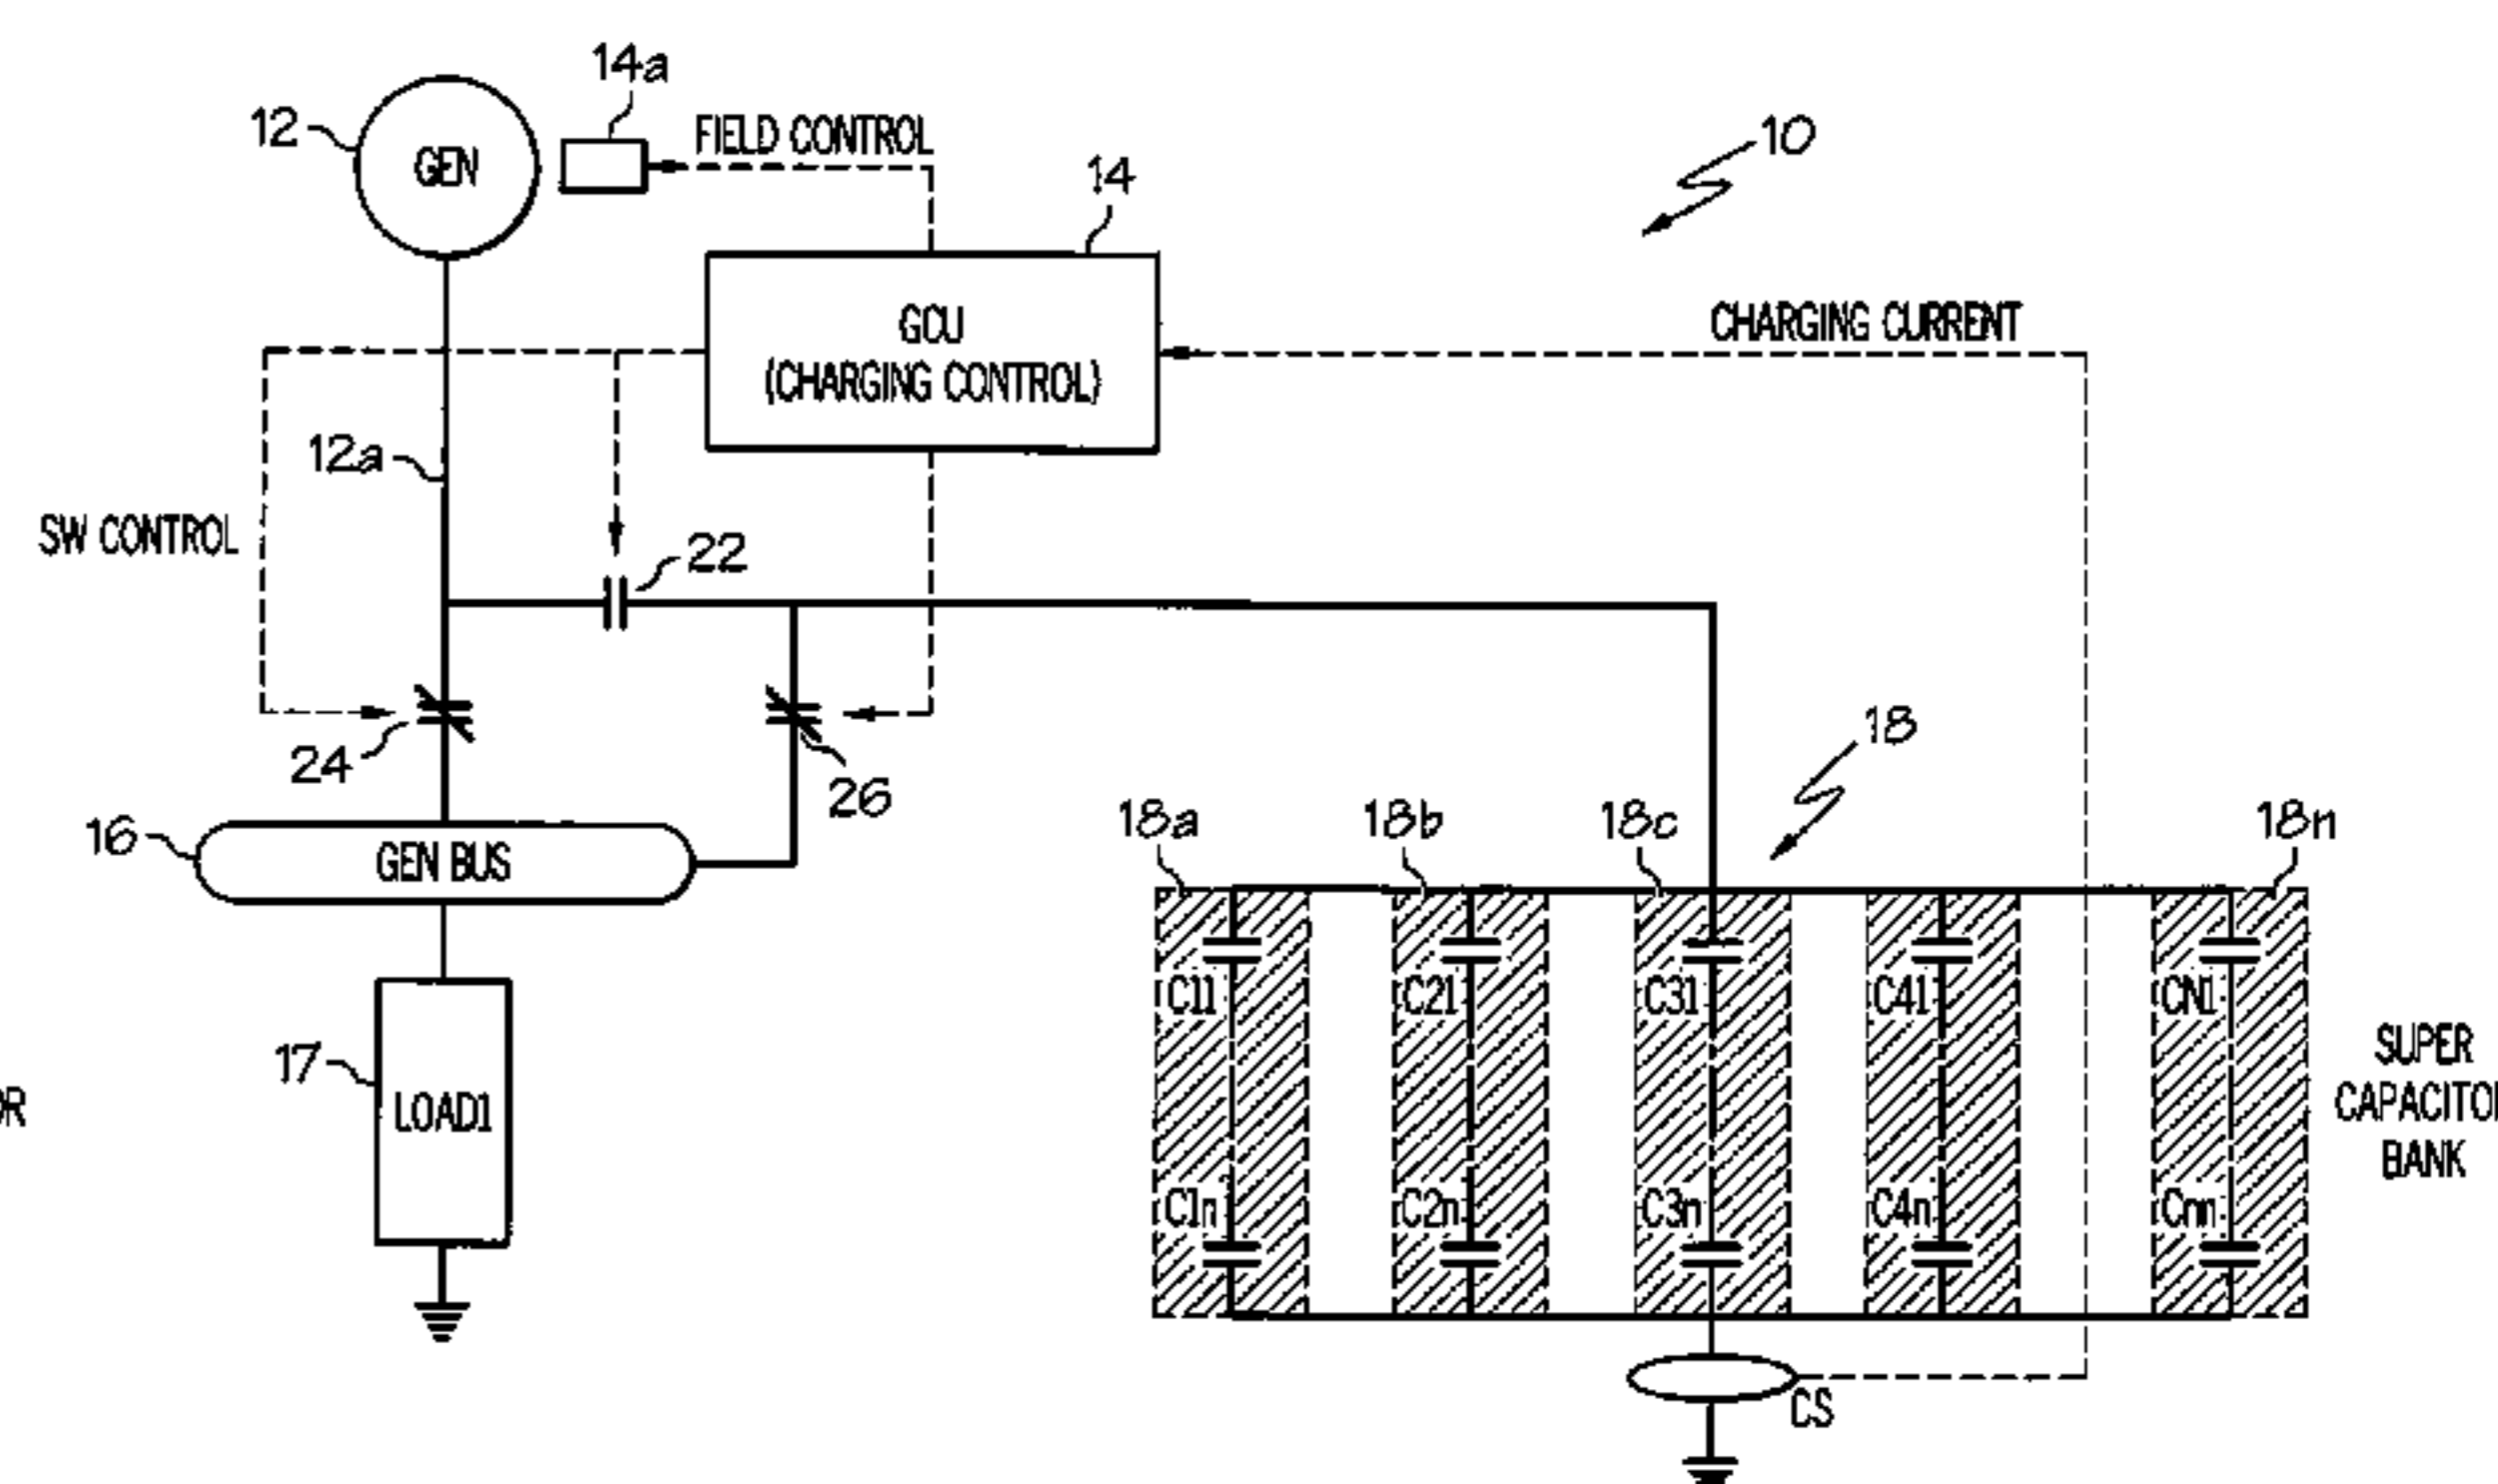 14a
12
GEN
FIELD CONTROL
10
14
GCU
(CHARGING CONTROL)
CHARGING CURRENT
12a
SW CONTROL
22
24
26
18
16
GEN BUS
18a
18b
18c
18n
C11
C21
C31
C41
CN1
17
LOAD1
SUPER
CAPACITO
BANK
C1n
C2n
C3n
C4n
Cnn
CS